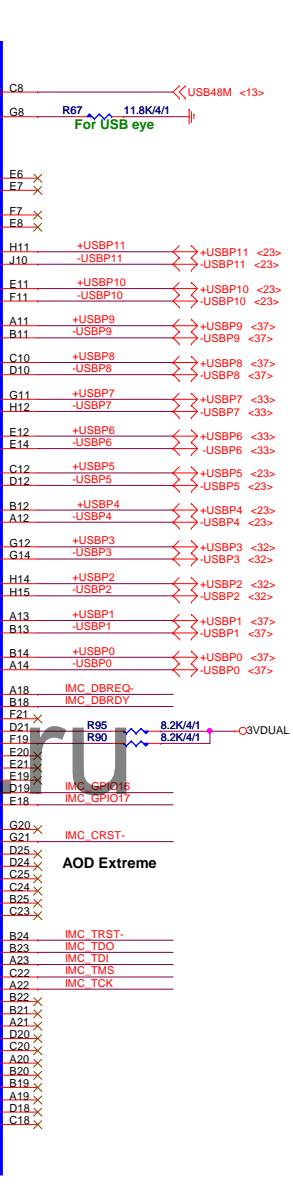 C8 USB48M <13>
G8 R67 11.8K/4/1
For USB eye
E6
E7
F7
E8
H11 +USBP11 +USBP11 <23>
J10 -USBP11 -USBP11 <23>
E11 +USBP10 +USBP10 <23>
F11 -USBP10 -USBP10 <23>
A11 +USBP9 +USBP9 <37>
B11 -USBP9 -USBP9 <37>
C10 +USBP8 +USBP8 <37>
D10 -USBP8 -USBP8 <37>
G11 +USBP7 +USBP7 <33>
H12 -USBP7 -USBP7 <33>
E12 +USBP6 +USBP6 <33>
E14 -USBP6 -USBP6 <33>
C12 +USBP5 +USBP5 <23>
D12 -USBP5 -USBP5 <23>
B12 +USBP4 +USBP4 <23>
A12 -USBP4 -USBP4 <23>
G12 +USBP3 +USBP3 <32>
G14 -USBP3 -USBP3 <32>
H14 +USBP2 +USBP2 <32>
H15 -USBP2 -USBP2 <32>
A13 +USBP1 +USBP1 <37>
B13 -USBP1 -USBP1 <37>
B14 +USBP0 +USBP0 <37>
A14 -USBP0 -USBP0 <37>
A18 IMC_DBREQ-
B18 IMC_DBRDY
F21
D21 R95 8.2K/4/1 3VDUAL
F19 R90 8.2K/4/1
E20
E21
E19
.ru
D19 IMC_GPIO16
E18 IMC_GPIO17
G20
G21 IMC_CRST-
D25
D24 AOD Extreme
C25
C24
B25
C23
B24 IMC_TRST-
B23 IMC_TDO
A23 IMC_TDI
C22 IMC_TMS
A22 IMC_TCK
B22
B21
A21
D20
C20
A20
B20
B19
A19
D18
C18